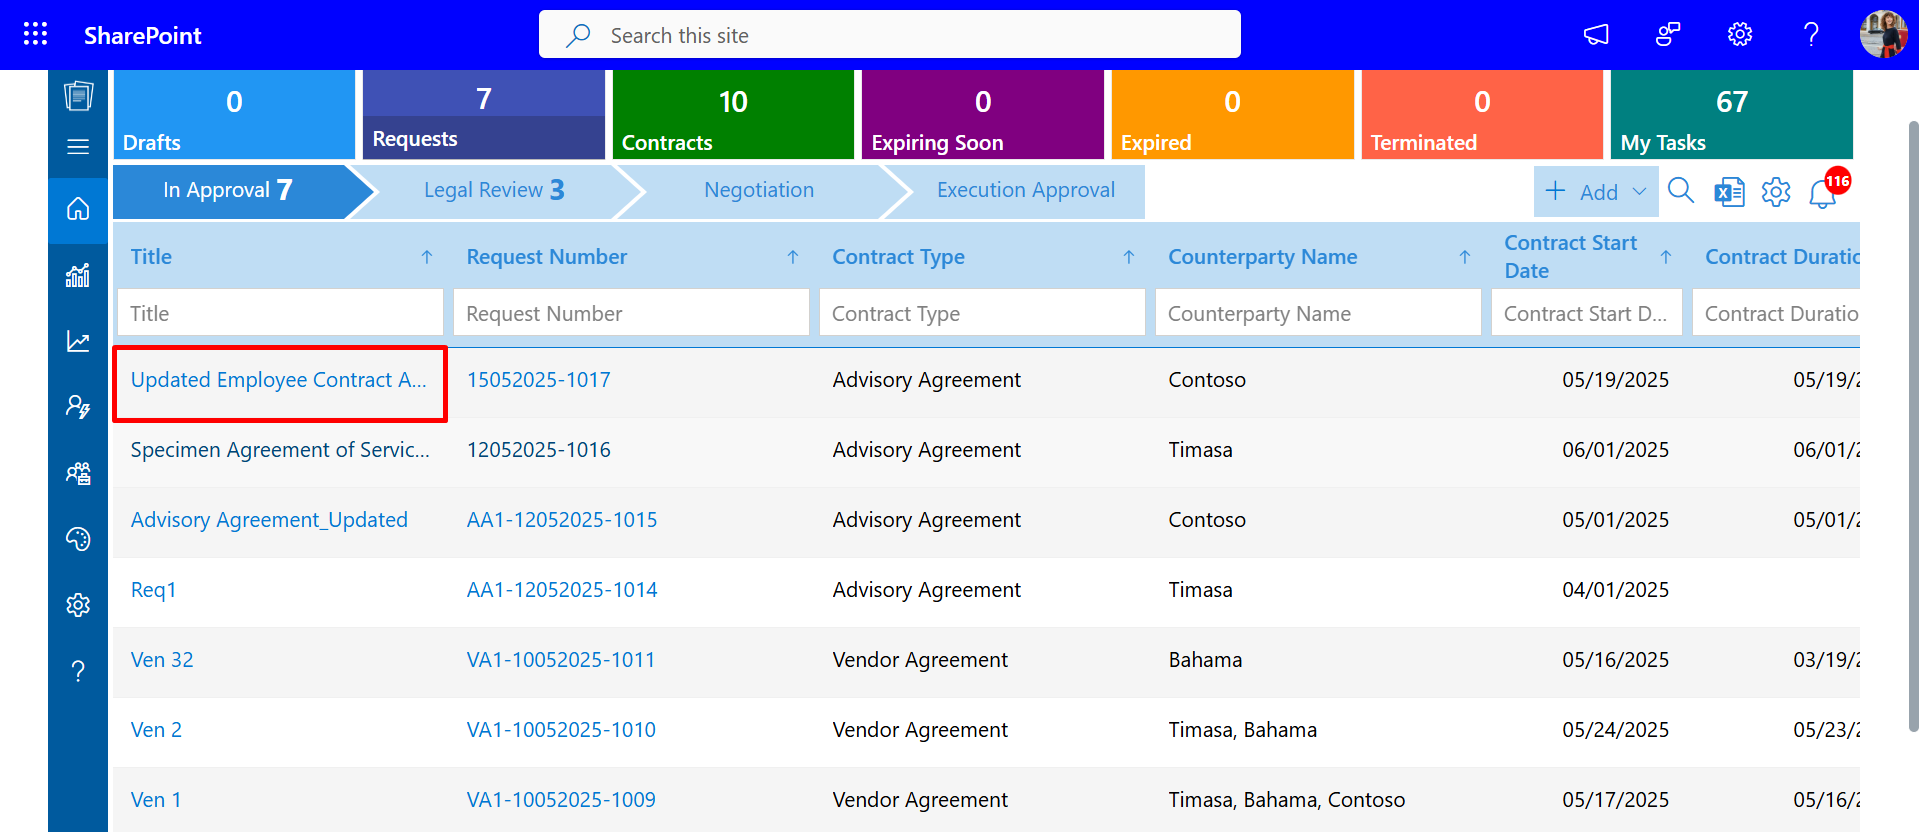 SharePoint
Search this site
0
Drafts
7
Requests
10
Contracts
0
Expiring Soon
0
Expired
0
Terminated
67
My Tasks
In Approval 7
Legal Review 3
Negotiation
Execution Approval
Add
116
Title
Request Number
Contract Type
Counterparty Name
Contract Start Date
Contract Duratio
Title
Request Number
Contract Type
Counterparty Name
Contract Start D...
Contract Duratio
Updated Employee Contract A... 15052025-1017 Advisory Agreement Contoso 05/19/2025 05/19/2
Specimen Agreement of Servic... 12052025-1016 Advisory Agreement Timasa 06/01/2025 06/01/2
Advisory Agreement_Updated AA1-12052025-1015 Advisory Agreement Contoso 05/01/2025 05/01/2
Req1 AA1-12052025-1014 Advisory Agreement Timasa 04/01/2025
Ven 32 VA1-10052025-1011 Vendor Agreement Bahama 05/16/2025 03/19/2
Ven 2 VA1-10052025-1010 Vendor Agreement Timasa, Bahama 05/24/2025 05/23/2
Ven 1 VA1-10052025-1009 Vendor Agreement Timasa, Bahama, Contoso 05/17/2025 05/16/2